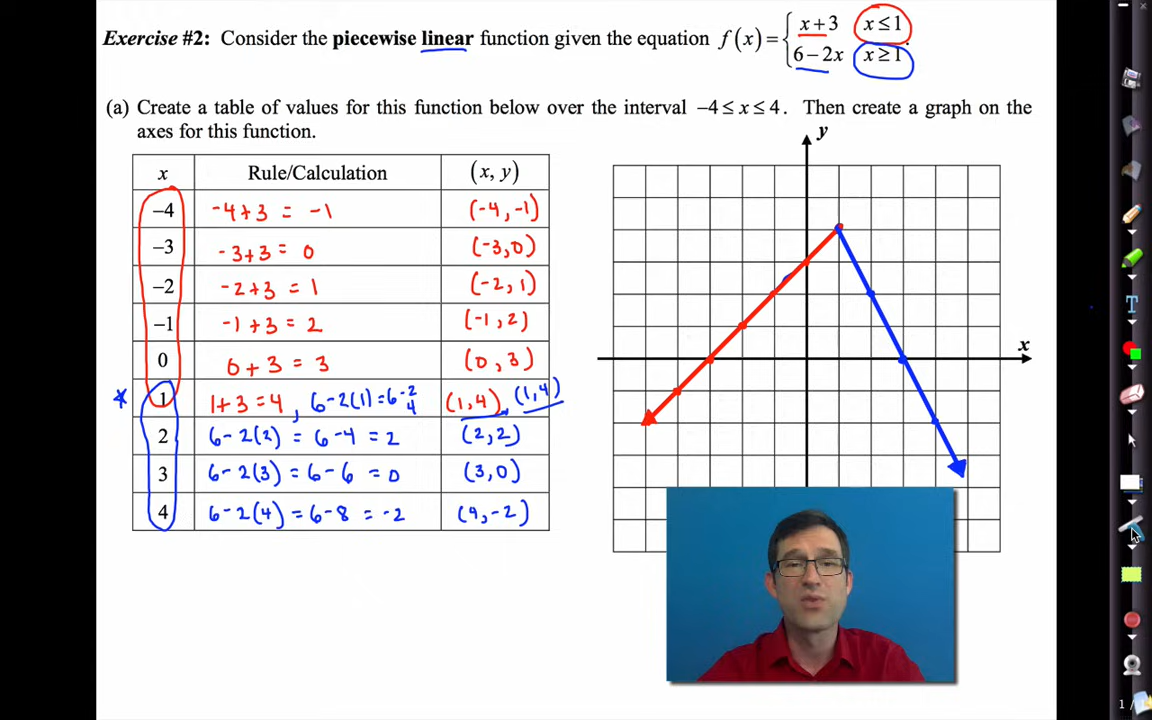 Exercise #2: Consider the piecewise linear function given the equation f(x) = { x+3 x≤1
6−2x x≥1.
(a) Create a table of values for this function below over the interval −4≤x≤4. Then create a graph on the
axes for this function.
y
x Rule/Calculation (x, y)
−4 -4+3 = -1 (-4,-1)
−3 -3+3 = 0 (-3,0)
−2 -2+3 = 1 (-2,1)
−1 -1+3 = 2 (-1,2)
0 0+3 = 3 (0,3)
x
* 1 1+3=4, 6-2(1)=6-2 4 (1,4), (1,4)
2 6-2(2) = 6-4 = 2 (2,2)
3 6-2(3) = 6-6 = 0 (3,0)
4 6-2(4) = 6-8 = -2 (4,-2)
T
1 /